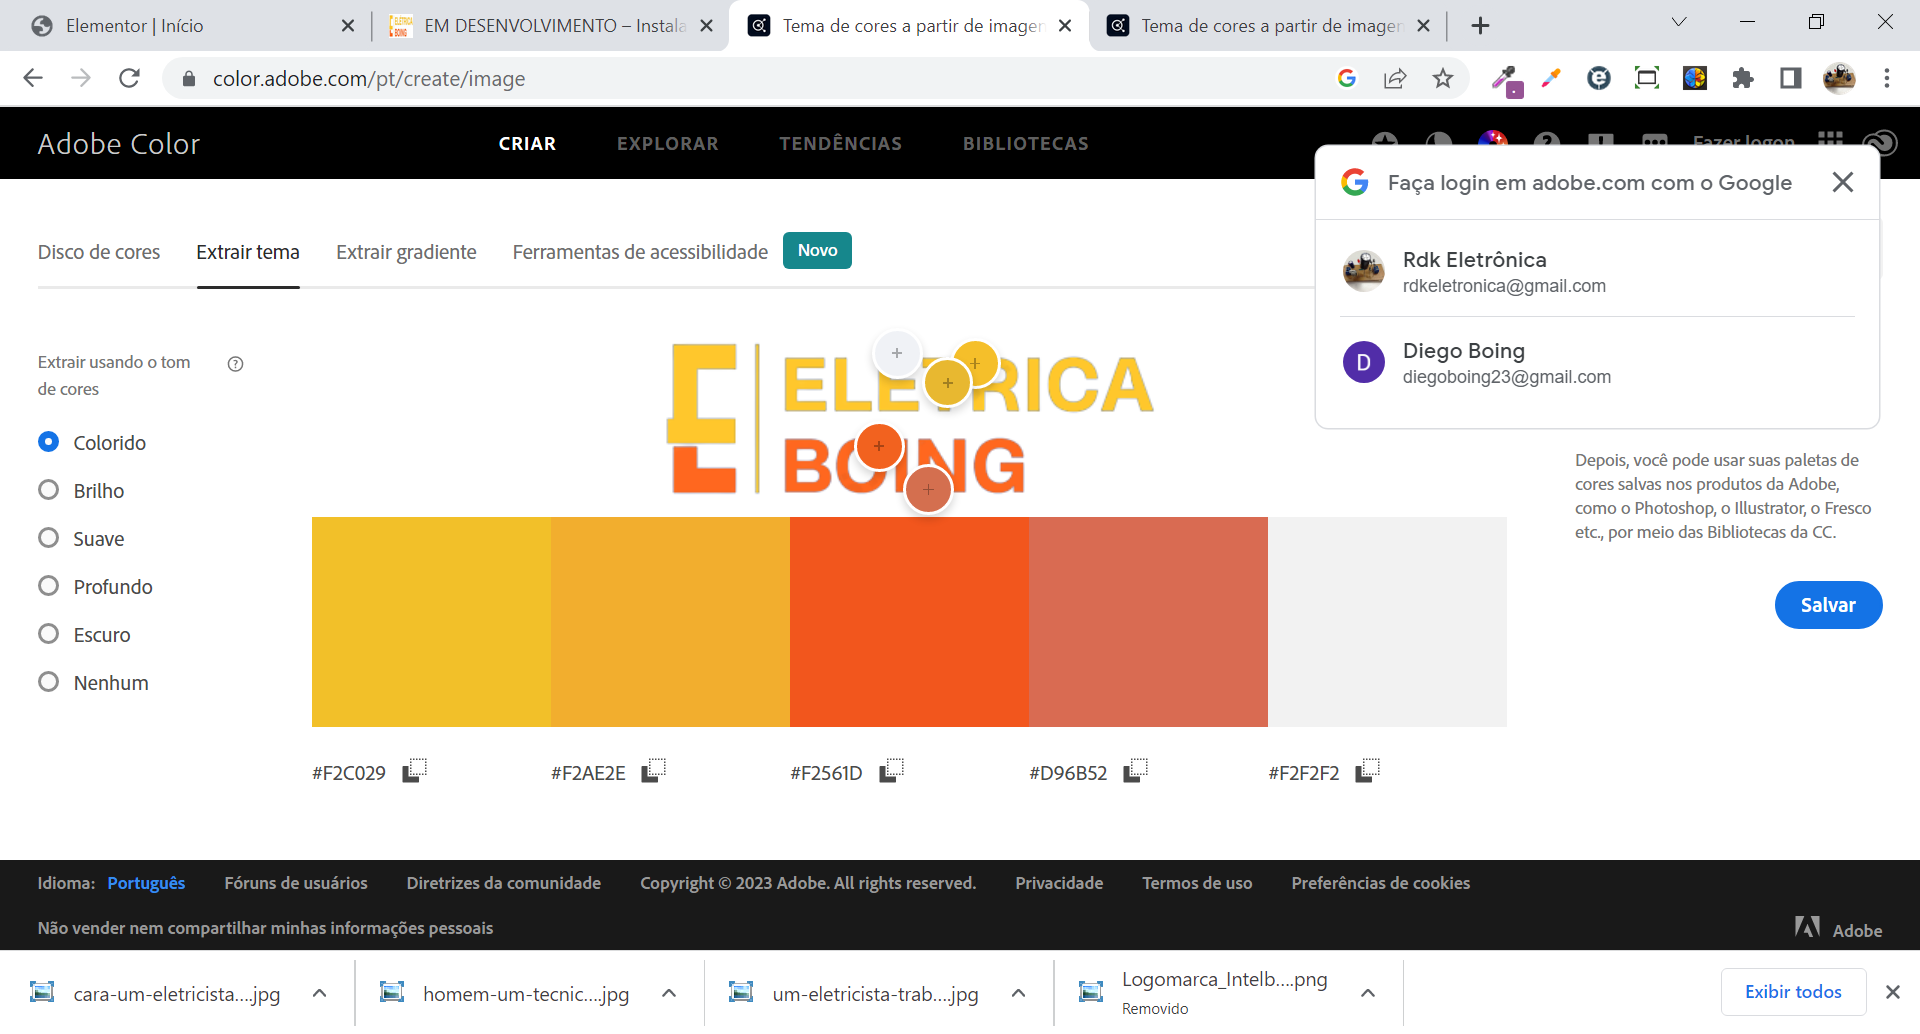 Elementor | Início
EM DESENVOLVIMENTO – Instala
Tema de cores a partir de imagen
Tema de cores a partir de imagen
color.adobe.com/pt/create/image
Adobe Color
CRIAR
EXPLORAR
TENDÊNCIAS
BIBLIOTECAS
Fazer logon
Faça login em adobe.com com o Google
Rdk Eletrônica
rdkeletronica@gmail.com
D
Diego Boing
diegoboing23@gmail.com
Disco de cores
Extrair tema
Extrair gradiente
Ferramentas de acessibilidade
Novo
Extrair usando o tom
de cores
Colorido
Brilho
Suave
Profundo
Escuro
Nenhum
ELETRICA
BOING
Depois, você pode usar suas paletas de
cores salvas nos produtos da Adobe,
como o Photoshop, o Illustrator, o Fresco
etc., por meio das Bibliotecas da CC.
Salvar
#F2C029
#F2AE2E
#F2561D
#D96B52
#F2F2F2
Idioma: Português
Fóruns de usuários
Diretrizes da comunidade
Copyright © 2023 Adobe. All rights reserved.
Privacidade
Termos de uso
Preferências de cookies
Não vender nem compartilhar minhas informações pessoais
Adobe
cara-um-eletricista....jpg
homem-um-tecnic....jpg
um-eletricista-trab....jpg
Logomarca_Intelb....png
Removido
Exibir todos